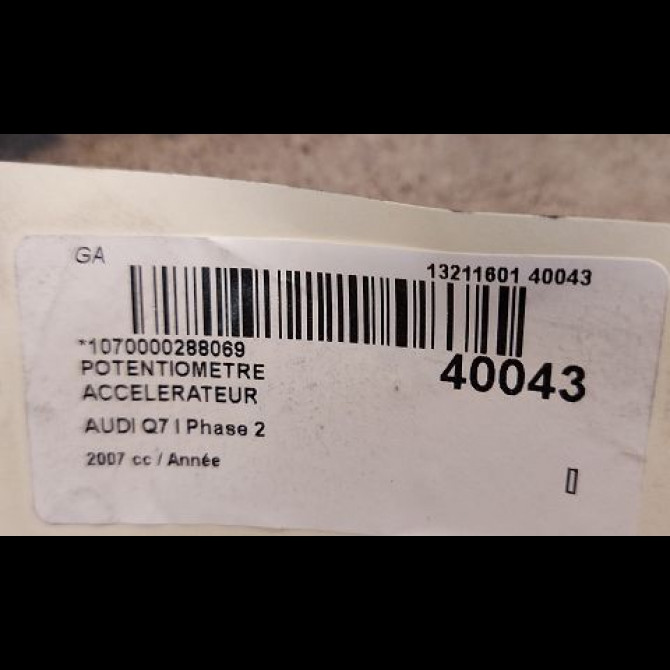 GA
13211601 40043
*1070000288069
POTENTIOMETRE
ACCELERATEUR
40043
AUDI Q7 I Phase 2
2007 cc / Année